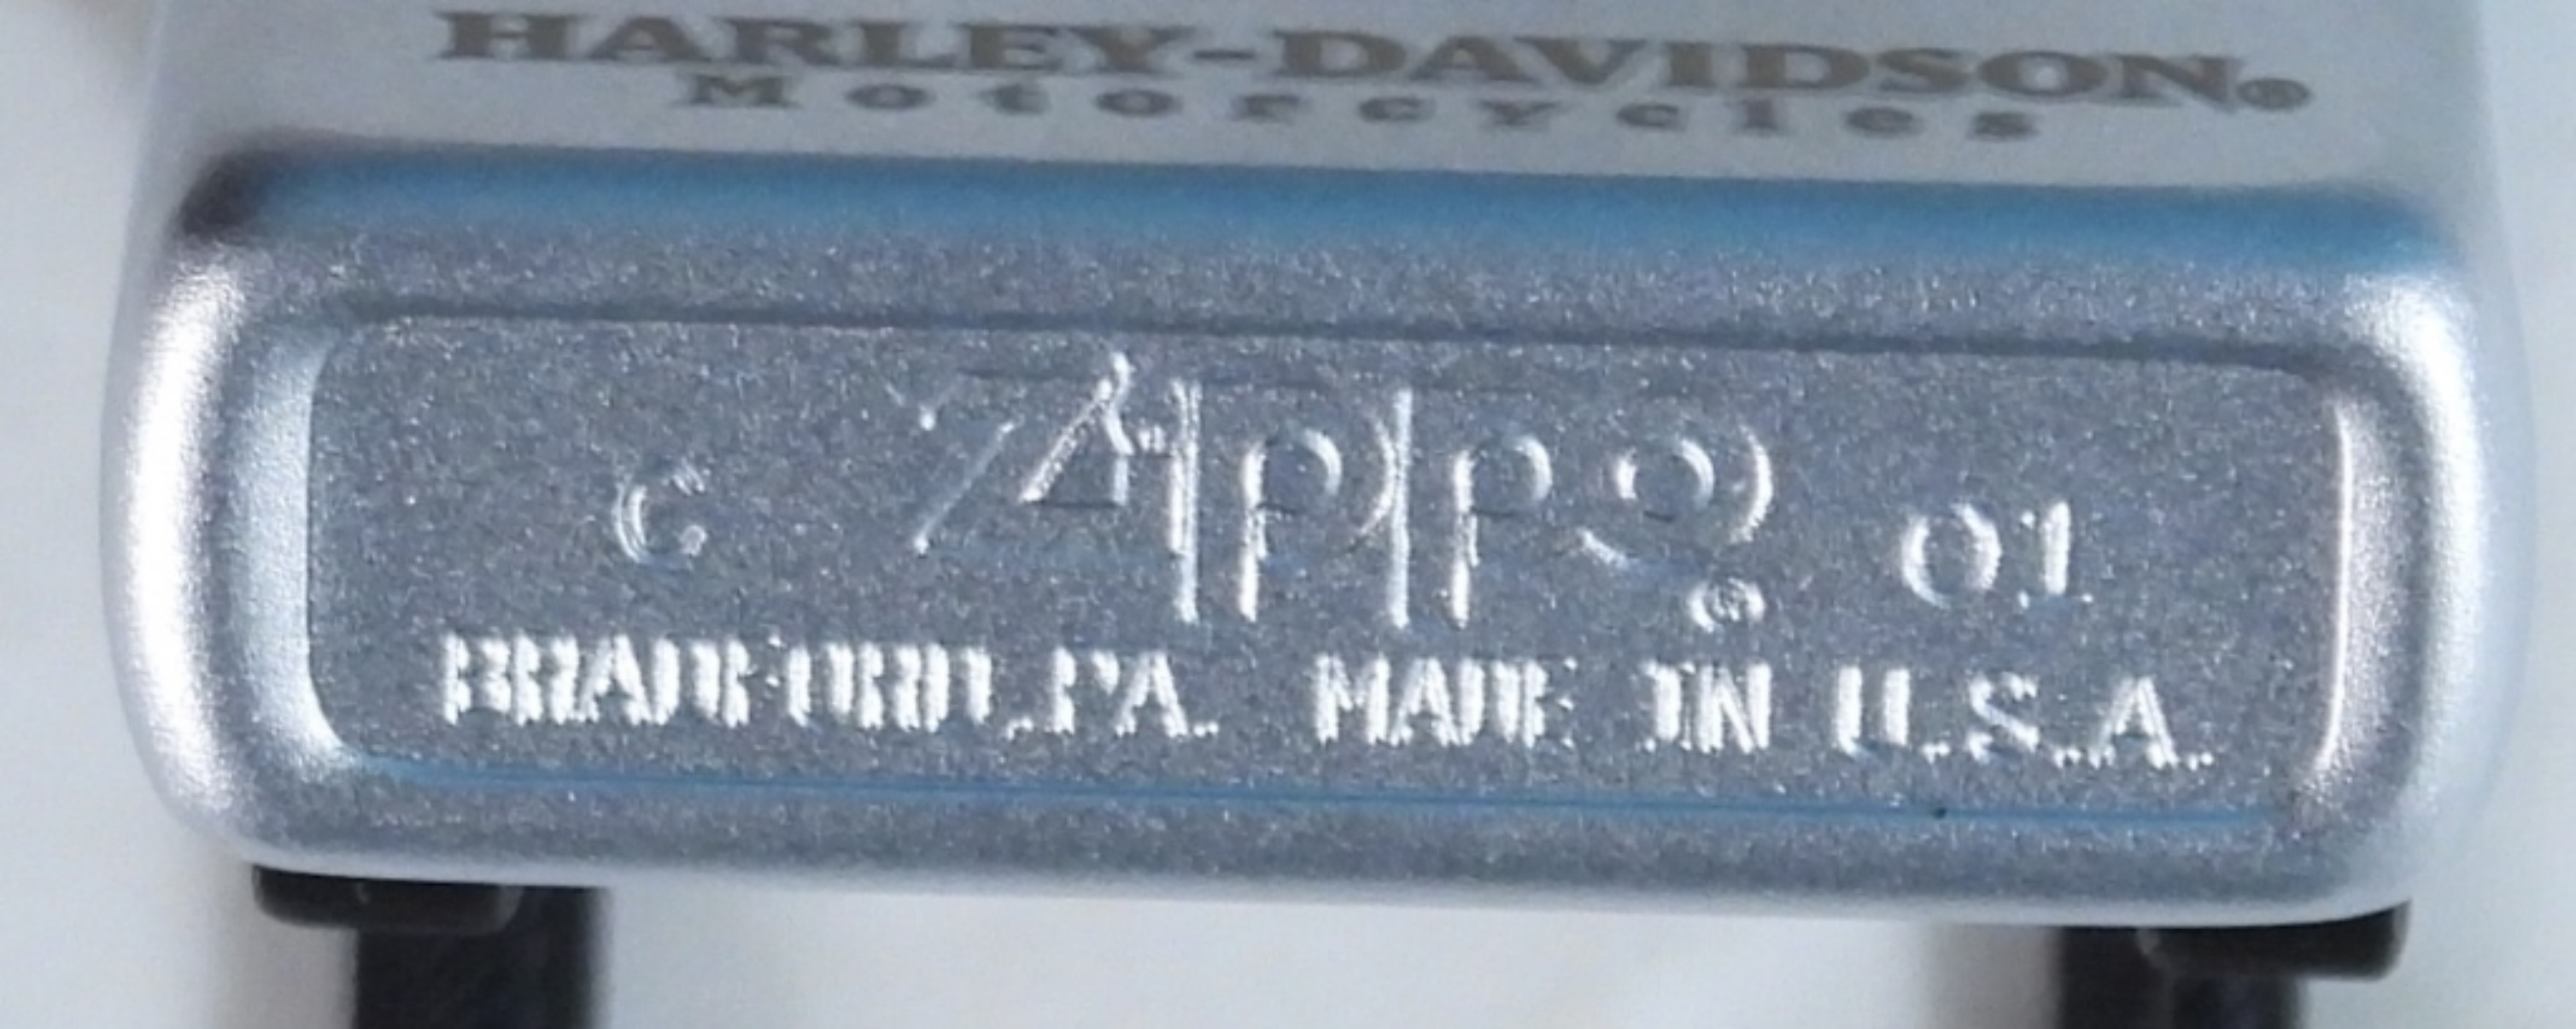 HARLEY-DAVIDSON®
Motorcycles
C Zippo® 01
BRADFORD, PA. MADE IN U.S.A.